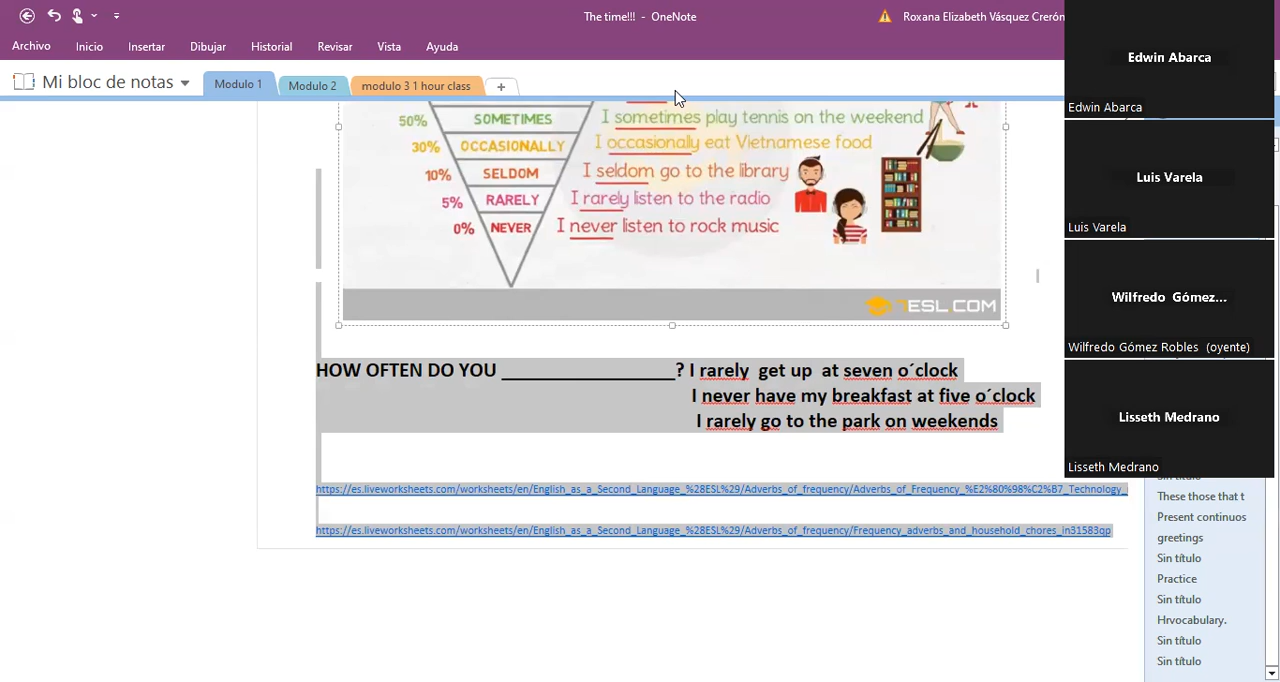 The time!!! - OneNote
Roxana Elizabeth Vásquez Crerón
Archivo Inicio Insertar Dibujar Historial Revisar Vista Ayuda
Mi bloc de notas Modulo 1 Modulo 2 modulo 3 1 hour class +
50% SOMETIMES I sometimes play tennis on the weekend
30% OCCASIONALLY I occasionally eat Vietnamese food
10% SELDOM I seldom go to the library
5% RARELY I rarely listen to the radio
0% NEVER I never listen to rock music
7ESL.COM
HOW OFTEN DO YOU _________________? I rarely get up at seven o´clock
I never have my breakfast at five o´clock
I rarely go to the park on weekends
https://es.liveworksheets.com/worksheets/en/English_as_a_Second_Language_%28ESL%29/Adverbs_of_frequency/Adverbs_of_Frequency_%E2%80%98%C2%B7_Technology_
https://es.liveworksheets.com/worksheets/en/English_as_a_Second_Language_%28ESL%29/Adverbs_of_frequency/Frequency_adverbs_and_household_chores_in31583qp
Edwin Abarca
Edwin Abarca
Luis Varela
Luis Varela
Wilfredo Gómez...
Wilfredo Gómez Robles (oyente)
Lisseth Medrano
Lisseth Medrano
Sin título
These those that t
Present continuos
greetings
Sin título
Practice
Sin título
Hrvocabulary.
Sin título
Sin título